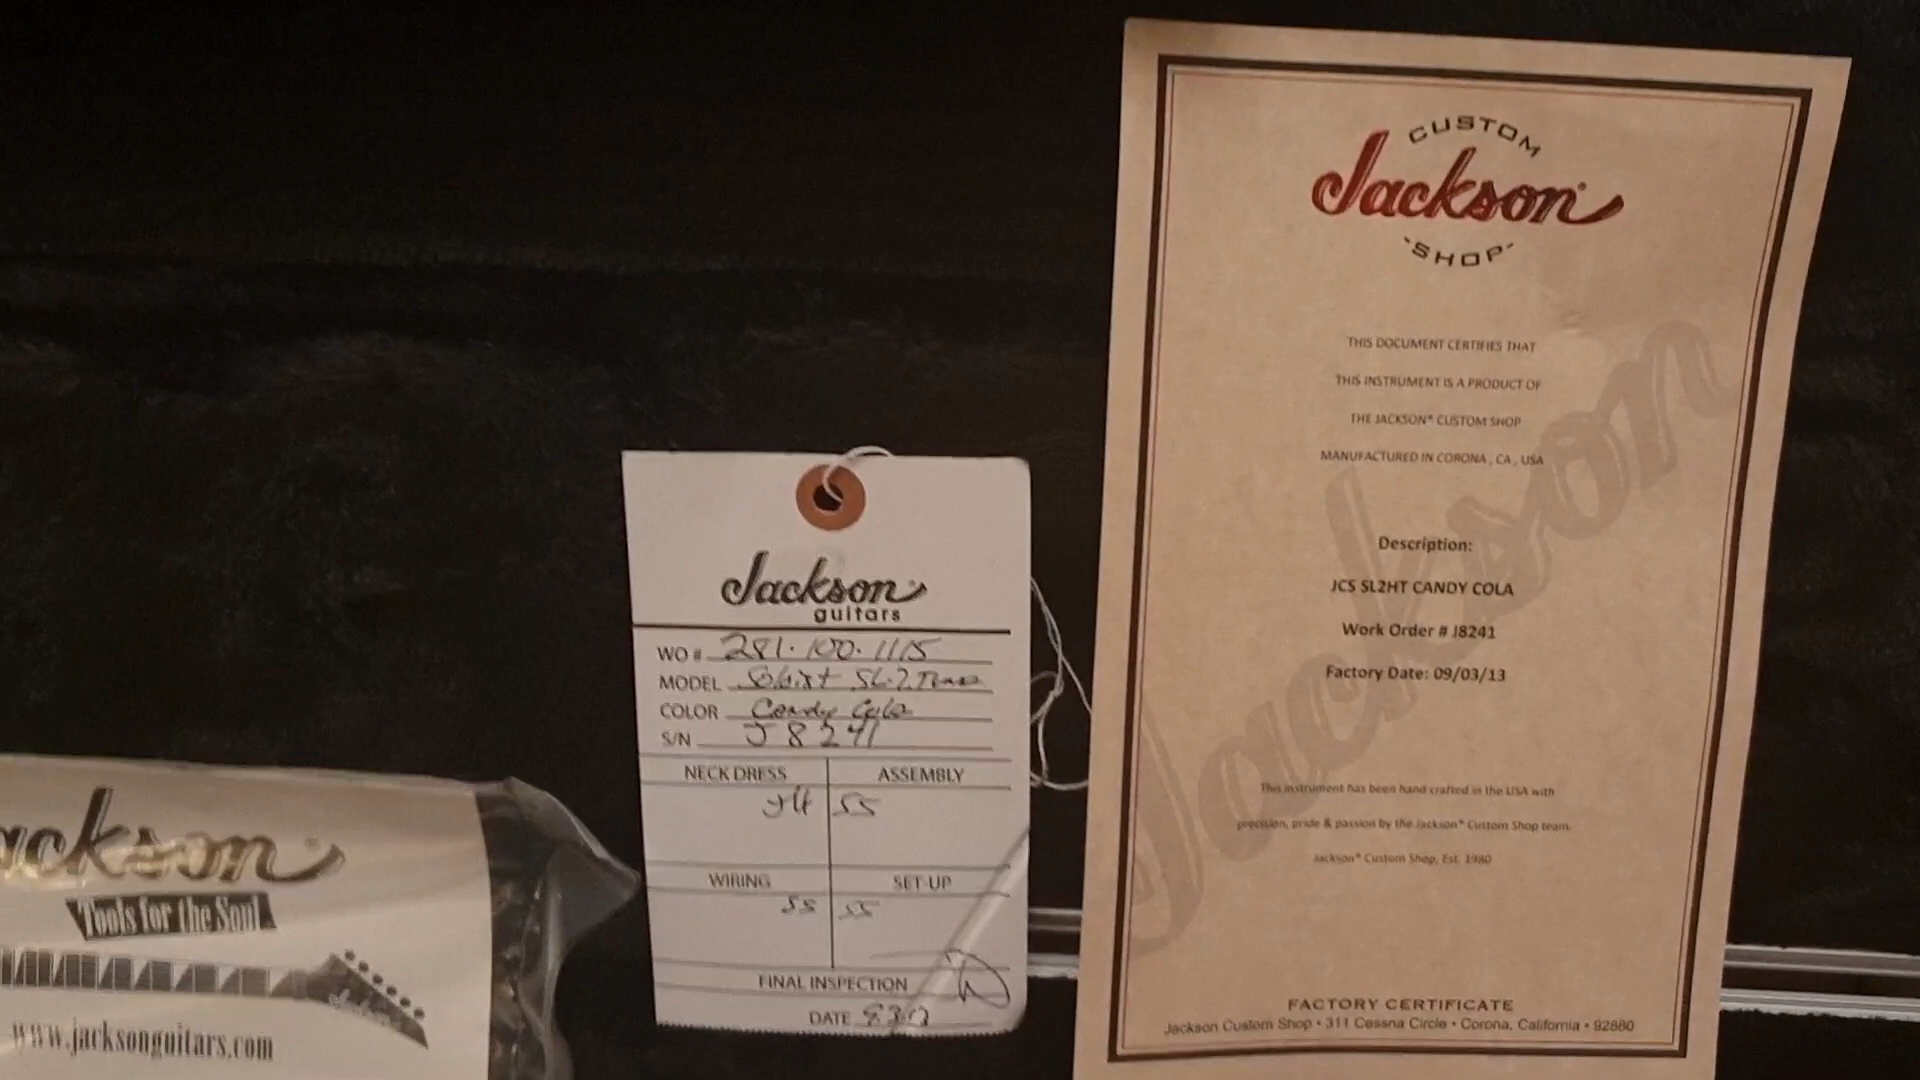 Jackson
Tools for the Soul
www.jacksonguitars.com
Jackson
guitars
WO# 281.100.1115
MODEL Soloist SL-2
COLOR Candy Cola
S/N J8241
NECK DRESS ASSEMBLY
SS
WIRING SET-UP
SS SS
FINAL INSPECTION
DATE
CUSTOM
Jackson®
SHOP
THIS DOCUMENT CERTIFIES THAT
THIS INSTRUMENT IS A PRODUCT OF
THE JACKSON® CUSTOM SHOP
MANUFACTURED IN CORONA , CA , USA
Jackson
Description:
JCS SL2HT CANDY COLA
Work Order # J8241
Factory Date: 09/03/13
This instrument has been hand crafted in the USA with
precision, pride & passion by the Jackson® Custom Shop team.
Jackson® Custom Shop, Est. 1980
FACTORY CERTIFICATE
Jackson Custom Shop • 311 Cessna Circle • Corona, California • 92880